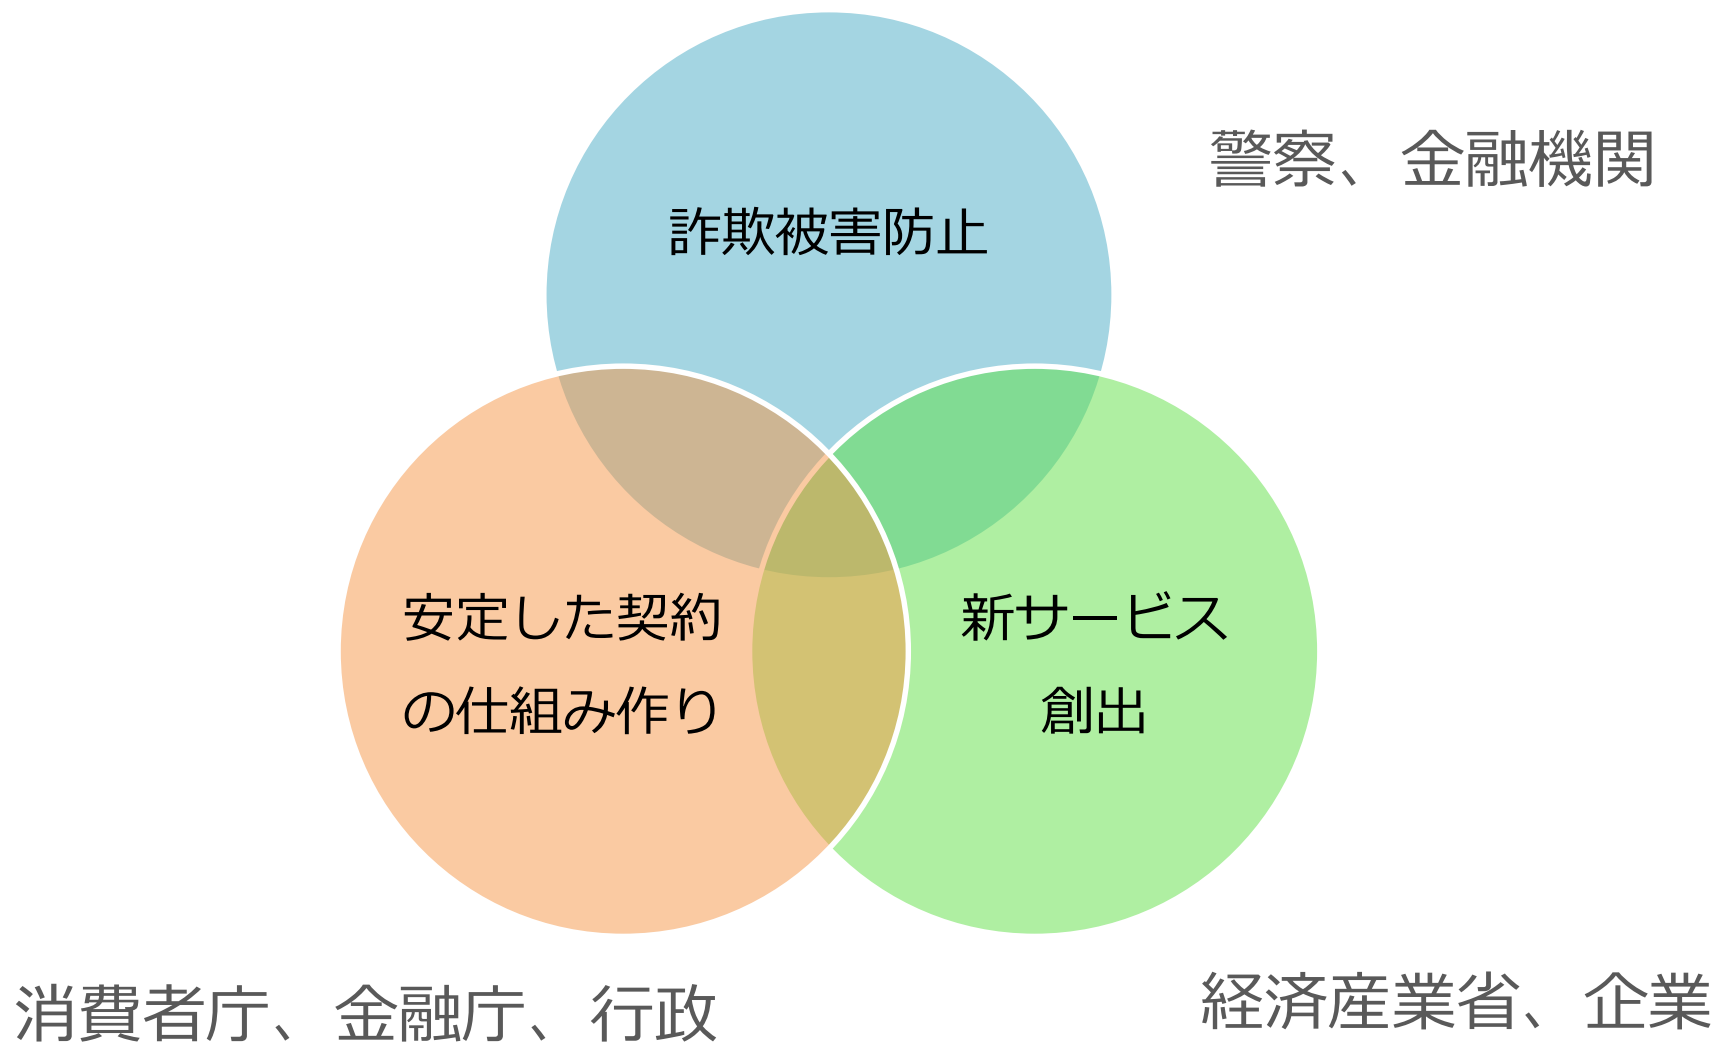 警察、金融機関
詐欺被害防止
安定した契約
の仕組み作り
新サービス
創出
消費者庁、金融庁、行政
経済産業省、企業